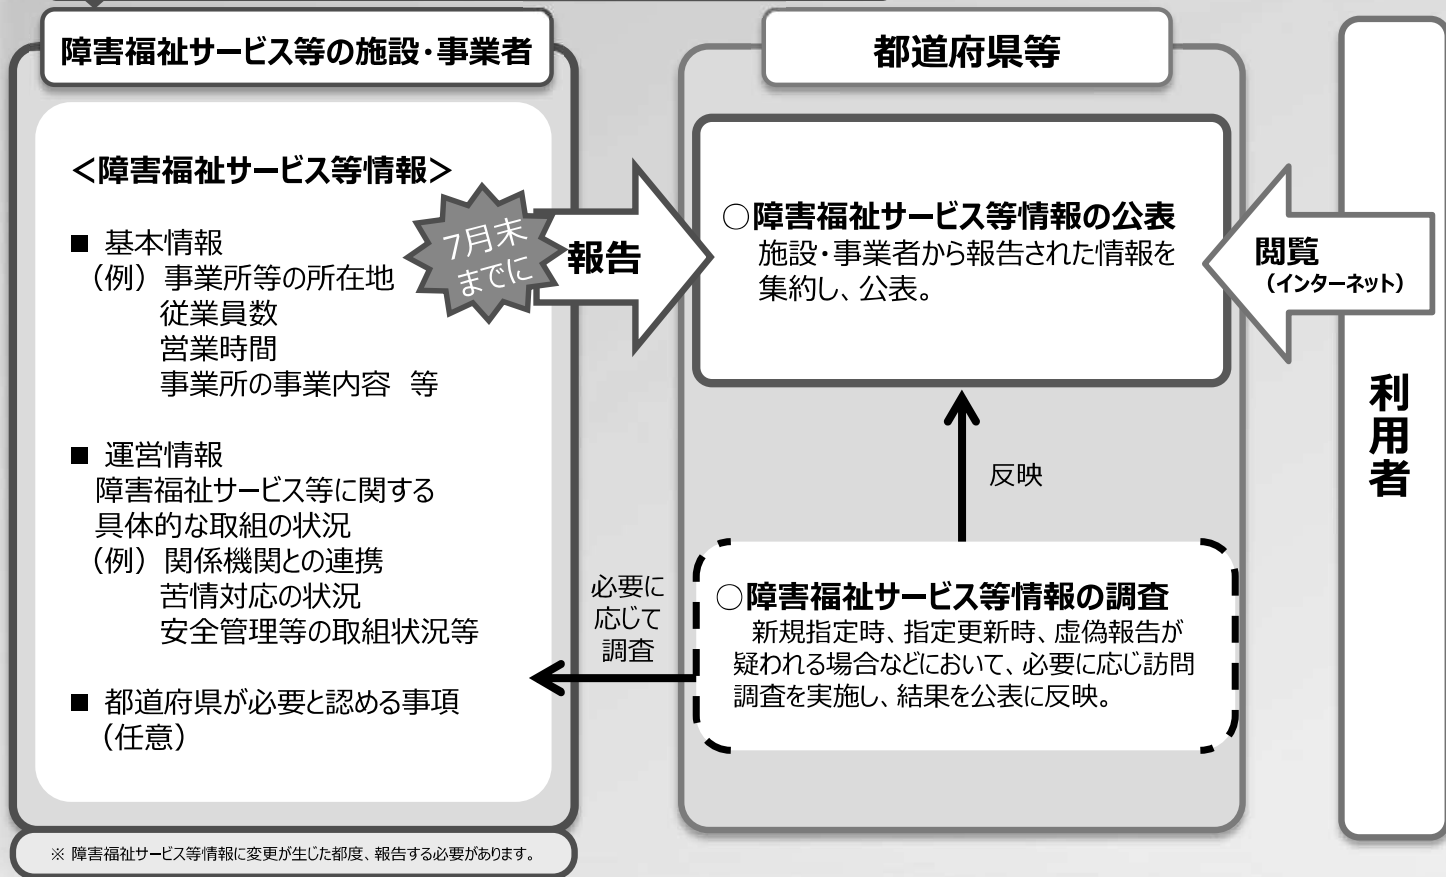 障害福祉サービス等の施設・事業者
＜障害福祉サービス等情報＞
■ 基本情報
（例）事業所等の所在地
従業員数
営業時間
事業所の事業内容 等
■ 運営情報
障害福祉サービス等に関する
具体的な取組の状況
（例）関係機関との連携
苦情対応の状況
安全管理等の取組状況等
■ 都道府県が必要と認める事項
（任意）
※ 障害福祉サービス等情報に変更が生じた都度、報告する必要があります。
7月末
までに
報告
都道府県等
○障害福祉サービス等情報の公表
施設・事業者から報告された情報を
集約し、公表。
反映
○障害福祉サービス等情報の調査
新規指定時、指定更新時、虚偽報告が
疑われる場合などにおいて、必要に応じ訪問
調査を実施し、結果を公表に反映。
必要に
応じて
調査
閲覧
（インターネット）
利用者